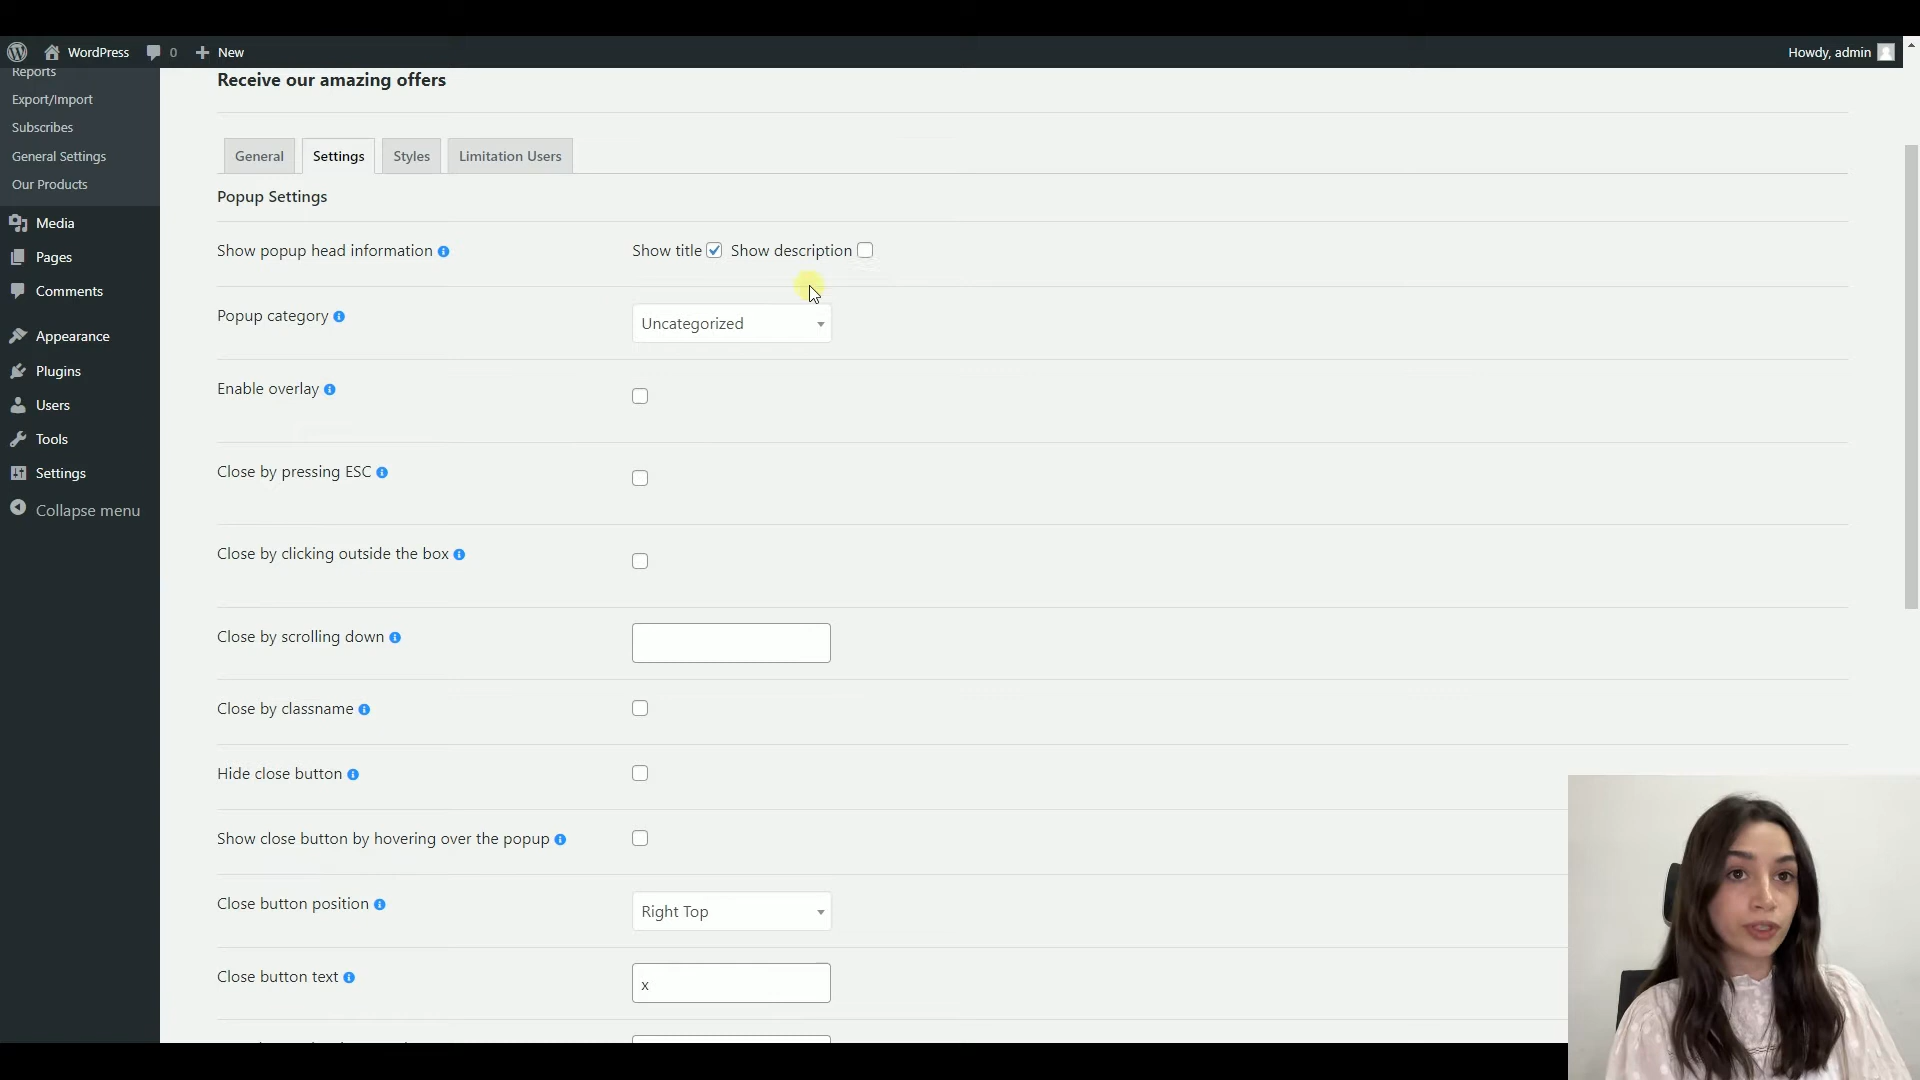 WordPress 0 New Howdy, admin
Reports
Export/Import
Subscribes
General Settings
Our Products
Media
Pages
Comments
Appearance
Plugins
Users
Tools
Settings
Collapse menu
Receive our amazing offers
General Settings Styles Limitation Users
Popup Settings
Show popup head information Show title Show description
Popup category Uncategorized
Enable overlay
Close by pressing ESC
Close by clicking outside the box
Close by scrolling down
Close by classname
Hide close button
Show close button by hovering over the popup
Close button position Right Top
Close button text x